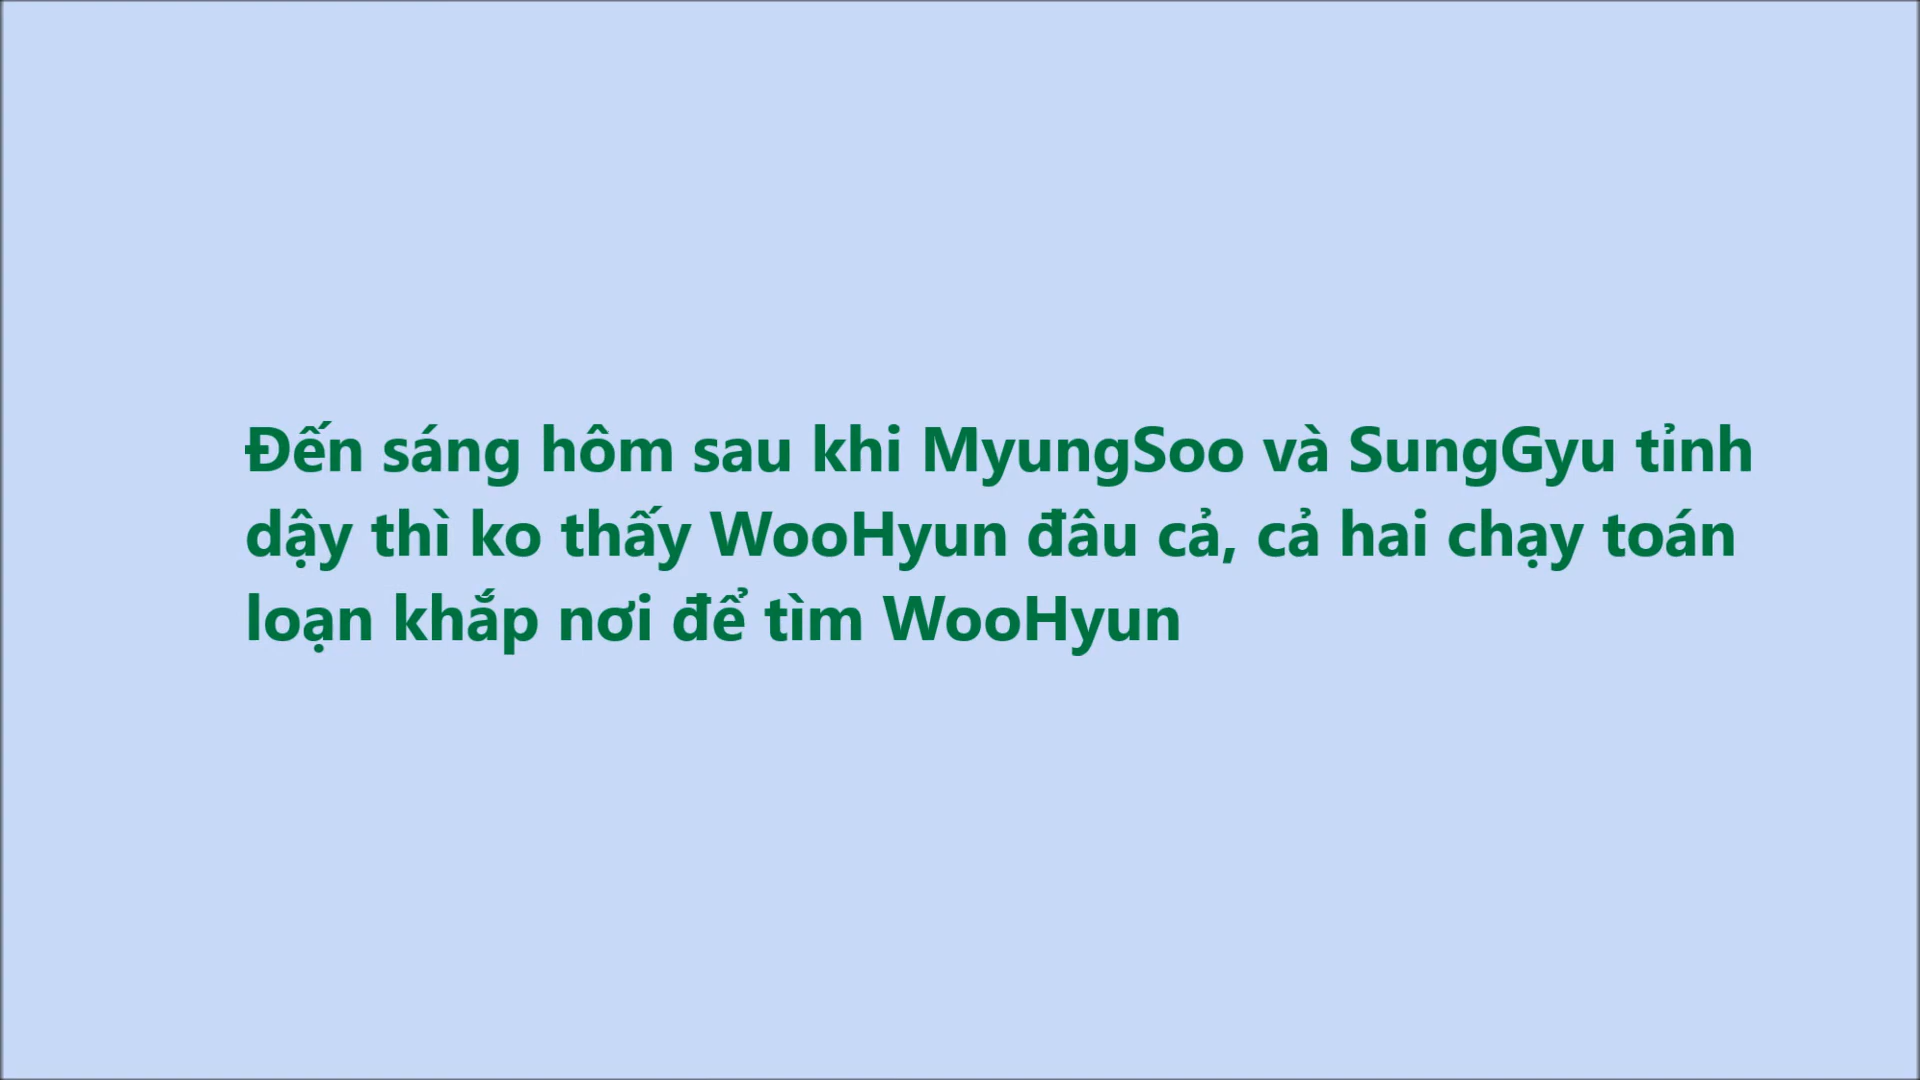 Đến sáng hôm sau khi MyungSoo và SungGyu tỉnh
dậy thì ko thấy WooHyun đâu cả, cả hai chạy toán
loạn khắp nơi để tìm WooHyun